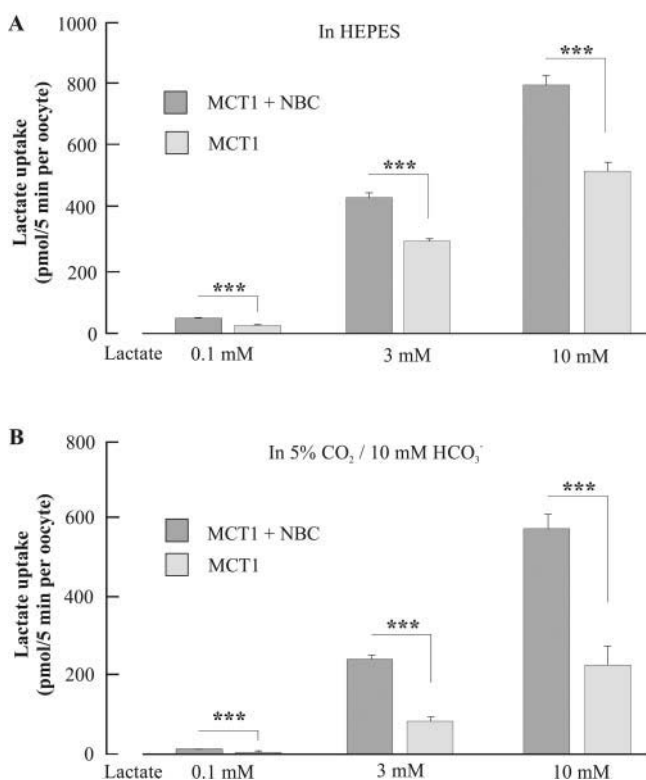 A
In HEPES
1000
800
600
400
200
0
Lactate uptake
(pmol/5 min per oocyte)
MCT1 + NBC
MCT1
***
***
***
Lactate 0.1 mM 3 mM 10 mM
B
In 5% CO₂ / 10 mM HCO₃⁻
800
600
400
200
0
Lactate uptake
(pmol/5 min per oocyte)
MCT1 + NBC
MCT1
***
***
***
Lactate 0.1 mM 3 mM 10 mM